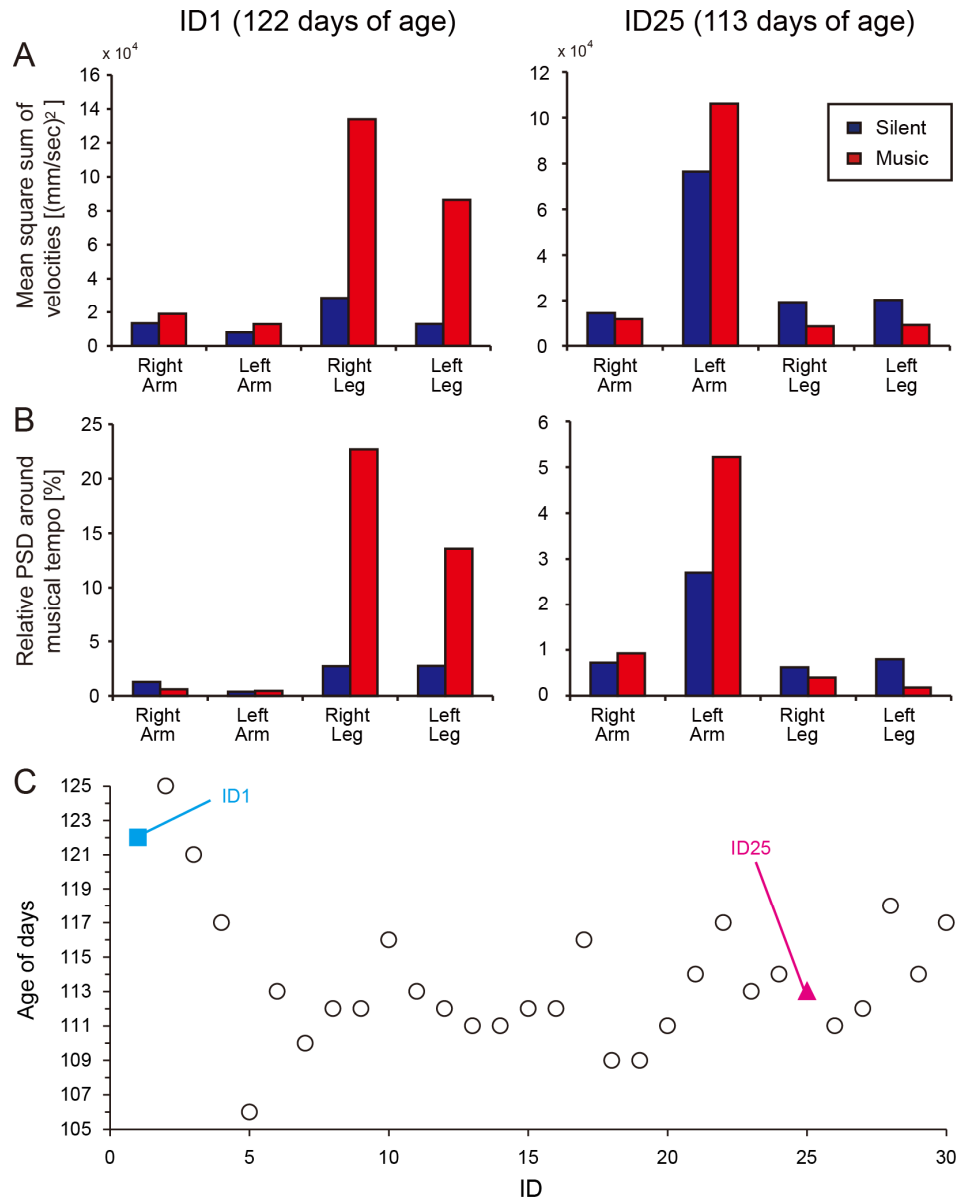 ID1 (122 days of age)
ID25 (113 days of age)
A
x 10⁴
x 10⁴
Mean square sum of
velocities [(mm/sec)² ]
16
14
12
10
8
6
4
2
0
Right
Arm
Left
Arm
Right
Leg
Left
Leg
12
10
8
6
4
2
0
Right
Arm
Left
Arm
Right
Leg
Left
Leg
Silent
Music
B
Relative PSD around
musical tempo [%]
25
20
15
10
5
0
Right
Arm
Left
Arm
Right
Leg
Left
Leg
6
5
4
3
2
1
0
Right
Arm
Left
Arm
Right
Leg
Left
Leg
C
Age of days
125
123
121
119
117
115
113
111
109
107
105
ID1
ID25
0
5
10
15
20
25
30
ID